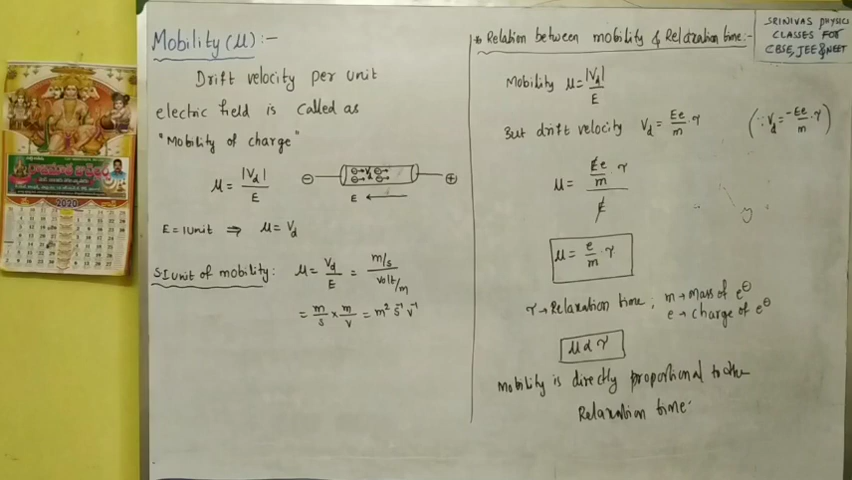 Mobility (μ) :-
Drift velocity per unit
electric field is called as
"Mobility of charge"
μ = |Vd| / E
⊖ ⊖→ Vd ⊖→ ⊕
E ←
E = 1 Unit ⇒ μ = Vd
S.I unit of mobility: μ = Vd / E = m/s / volt/m
= m/s × m/V = m² s⁻¹ V⁻¹
* Relation between mobility & Relaxation time:-
Mobility μ = |Vd| / E
But drift velocity Vd = Ee/m . τ (∵ Vd = -Ee/m . τ)
μ = Ee/m . τ / E
μ = e/m . τ
τ → Relaxation time, m → Mass of e⊖
e → charge of e⊖
μ α τ
Mobility is directly proportional to the
Relaxation time.
SRINIVAS PHYSICS
CLASSES FOR
CBSE, JEE & NEET
2020